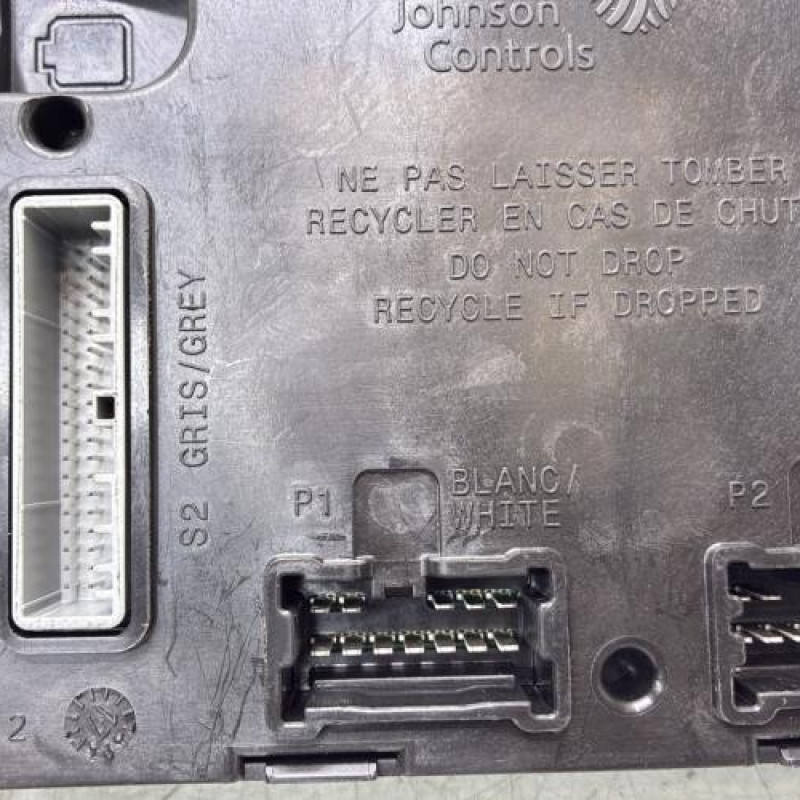 Johnson
Controls
NE PAS LAISSER TOMBER
RECYCLER EN CAS DE CHUT
DO NOT DROP
RECYCLE IF DROPPED
S2 GRIS/GREY
P1
BLANC/
WHITE
P2
2